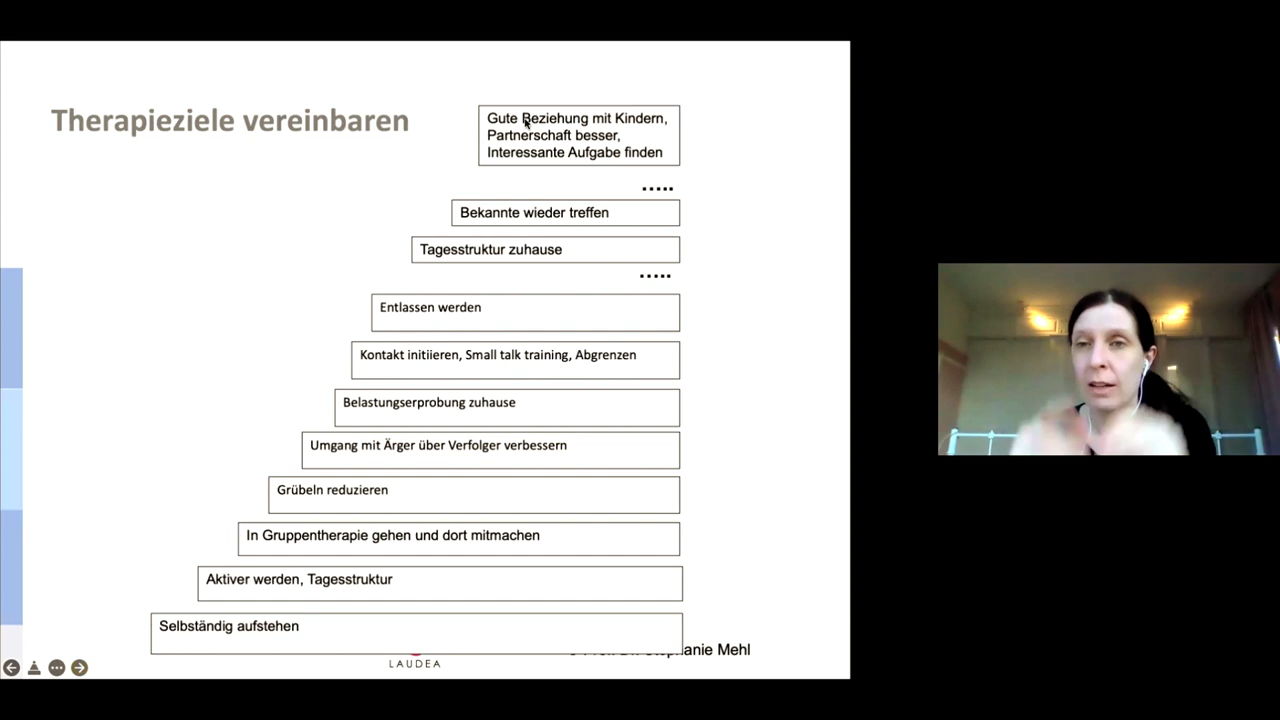 Therapieziele vereinbaren
Gute Beziehung mit Kindern,
Partnerschaft besser,
Interessante Aufgabe finden
.....
Bekannte wieder treffen
Tagesstruktur zuhause
.....
Entlassen werden
Kontakt initiieren, Small talk training, Abgrenzen
Belastungserprobung zuhause
Umgang mit Ärger über Verfolger verbessern
Grübeln reduzieren
In Gruppentherapie gehen und dort mitmachen
Aktiver werden, Tagesstruktur
Selbständig aufstehen
Stephanie Mehl
LAUDEA